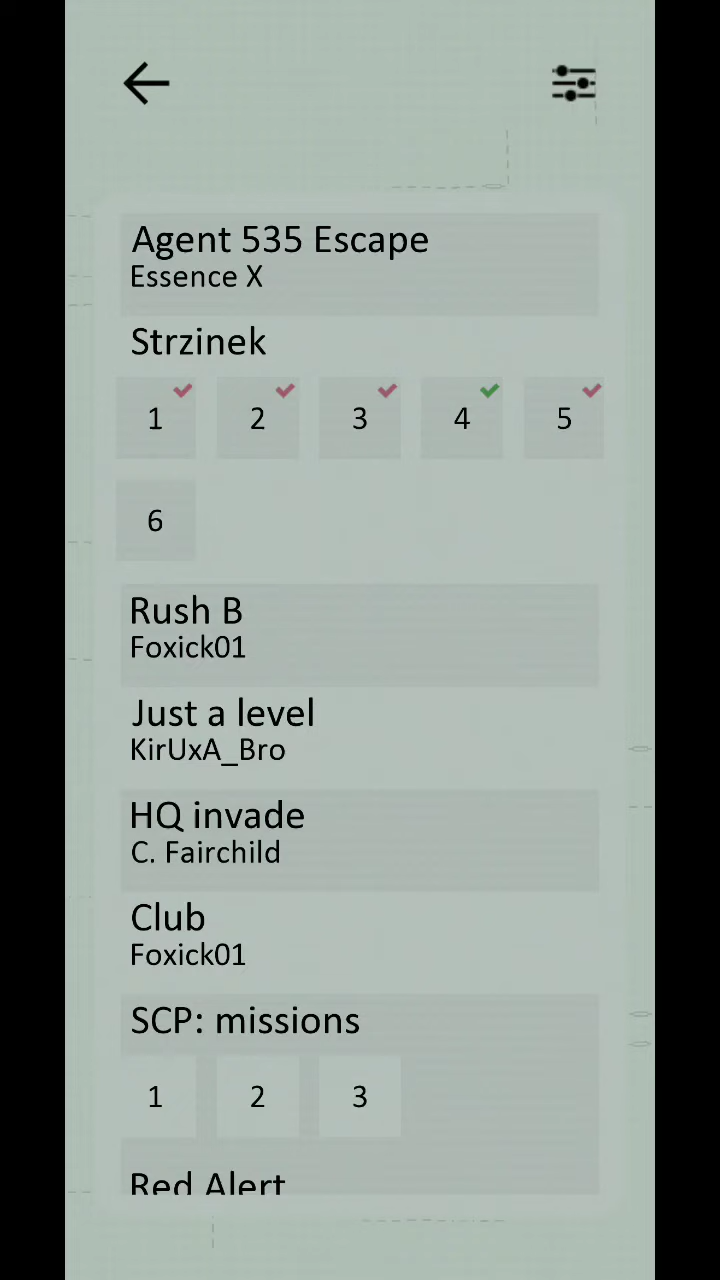 Agent 535 Escape
Essence X
Strzinek
1 2 3 4 5
6
Rush B
Foxick01
Just a level
KirUxA_Bro
HQ invade
C. Fairchild
Club
Foxick01
SCP: missions
1 2 3
Red Alert